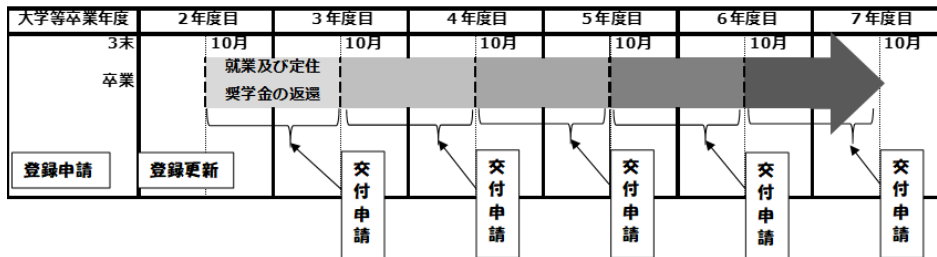 大学等卒業年度 2年度目 3年度目 4年度目 5年度目 6年度目 7年度目
3末 10月 10月 10月 10月 10月 10月
卒業
就業及び定住
奨学金の返還
登録申請 登録更新
交付申請 交付申請 交付申請 交付申請 交付申請